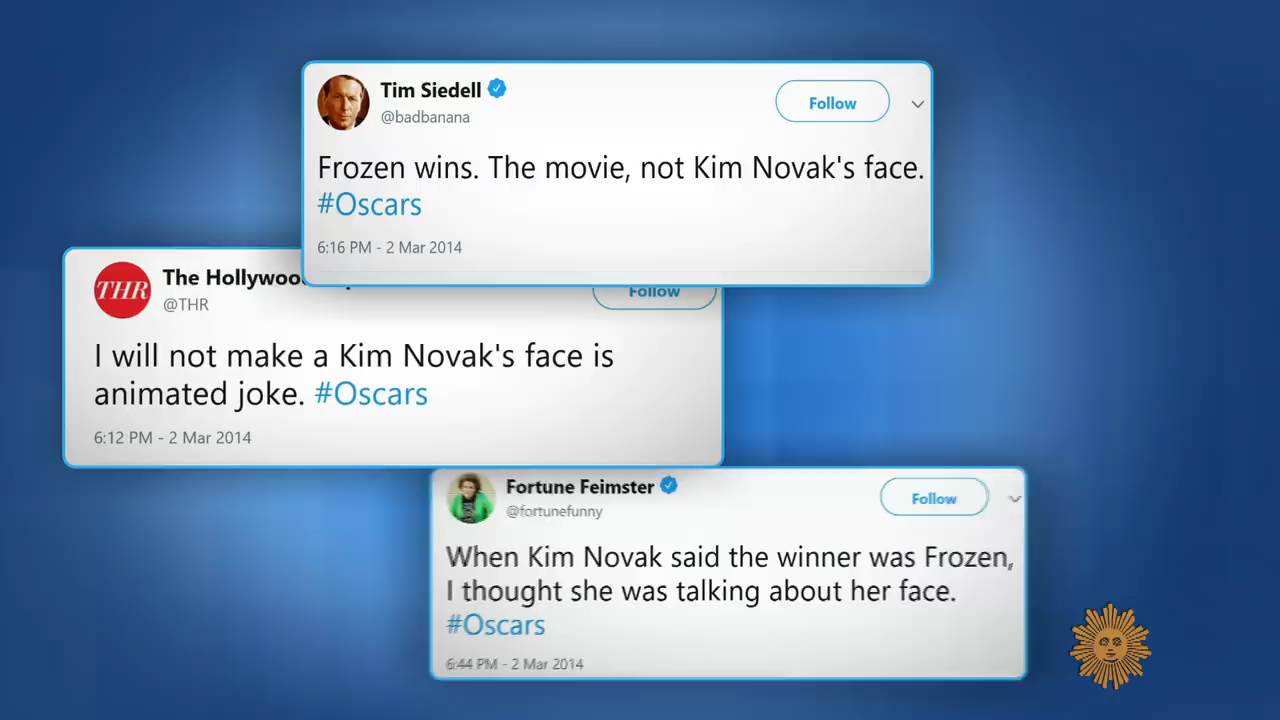 Tim Siedell
@badbanana
Follow
Frozen wins. The movie, not Kim Novak's face.
#Oscars
6:16 PM - 2 Mar 2014
THR
The
@THR
Follow
I will not make a Kim Novak's face is
animated joke. #Oscars
6:12 PM - 2 Mar 2014
Fortune Feimster
@fortunefunny
Follow
When Kim Novak said the winner was Frozen,
I thought she was talking about her face.
#Oscars
6:44 PM - 2 Mar 2014